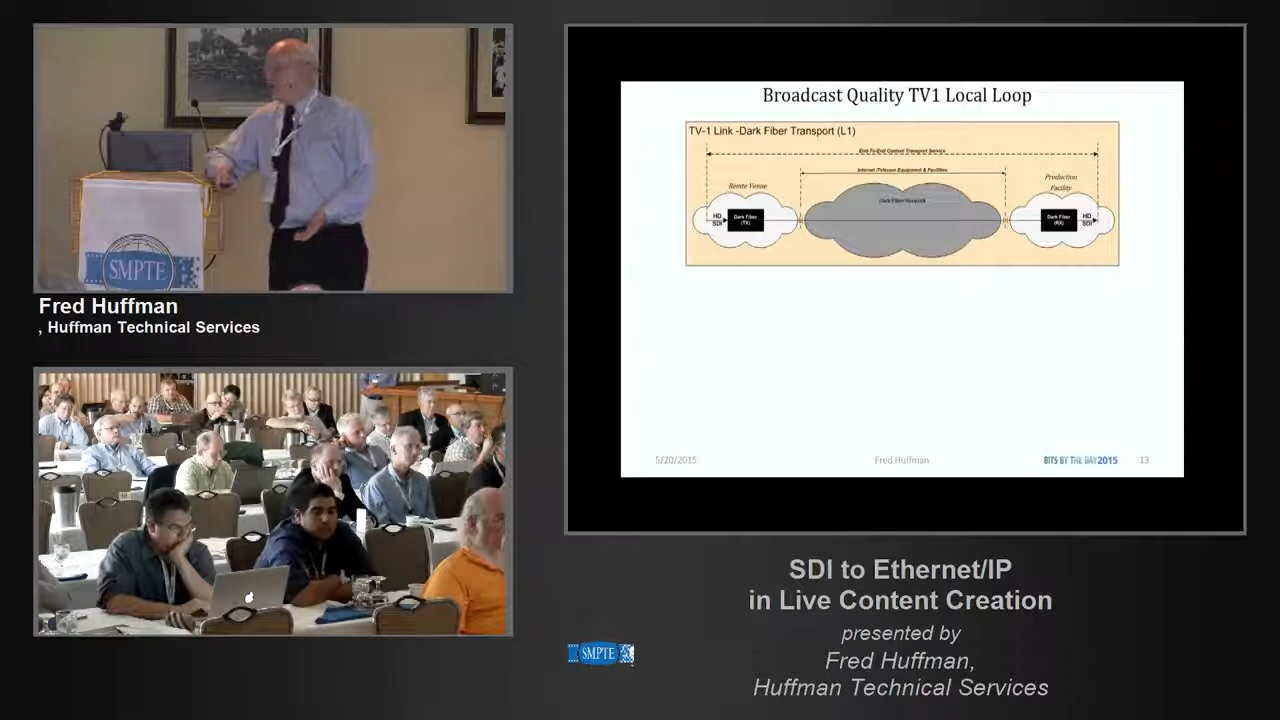 SMPTE
Fred Huffman
, Huffman Technical Services
Broadcast Quality TV1 Local Loop
TV-1 Link -Dark Fiber Transport (L1)
End-To-End Content Transport Service
Internet /Telecom Equipment & Facilities
Remote Venue
Production
Facility
Dark Fiber Network
HD
SDI
Dark Fiber
(TX)
Dark Fiber
(RX)
HD
SDI
5/20/2015
Fred Huffman
BITS BY THE BAY2015
13
SDI to Ethernet/IP
in Live Content Creation
presented by
Fred Huffman,
Huffman Technical Services
SMPTE